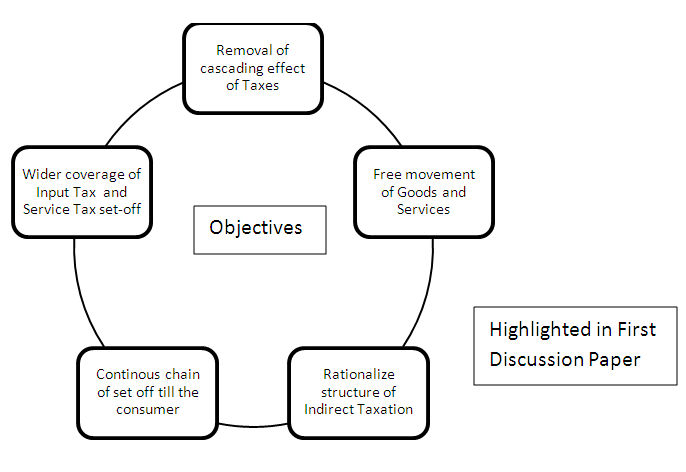 Removal of
cascading effect
of Taxes
Wider coverage of
Input Tax and
Service Tax set-off
Free movement
of Goods and
Services
Objectives
Highlighted in First
Discussion Paper
Continous chain
of set off till the
consumer
Rationalize
structure of
Indirect Taxation